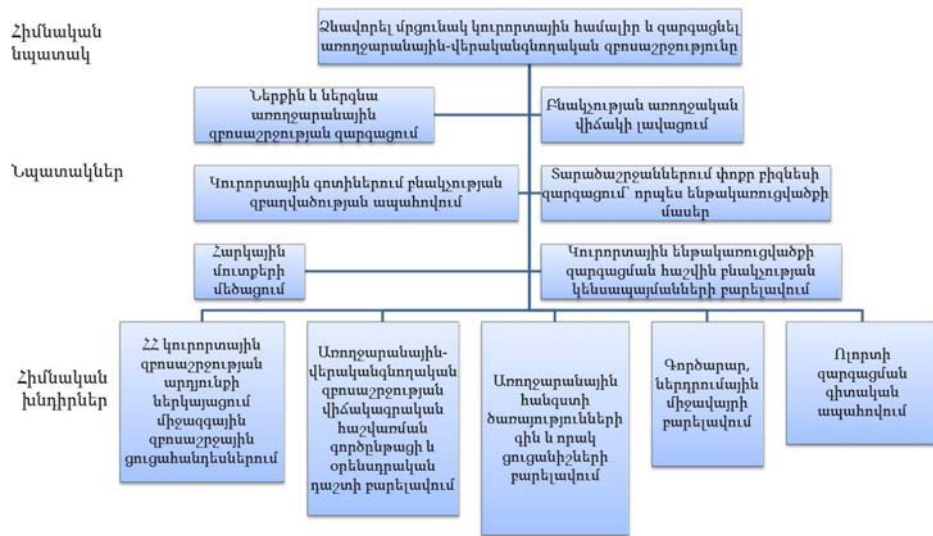 Հիմնական
նպատակ
Ձևավորել մրցունակ կուրորտային համալիր և զարգացնել
առողջարանային-վերականգնողական զբոսաշրջությունը
Նպատակներ
Ներքին և ներգնա
առողջարանային
զբոսաշրջության զարգացում
Բնակչության առողջական
վիճակի լավացում
Կուրորտային գոտիներում բնակչության
զբաղվածության ապահովում
Տարածաշրջաններում փոքր բիզնեսի
զարգացում՝ որպես ենթակառուցվածքի
մասեր
Հարկային
մուտքերի
մեծացում
Կուրորտային ենթակառուցվածքի
զարգացման հաշվին բնակչության
կենսապայմանների բարելավում
Հիմնական
խնդիրներ
ՀՀ կուրորտային
զբոսաշրջության
արդյունքի
ներկայացում
միջազգային
զբոսաշրջային
ցուցահանդեսներում
Առողջարանային-
վերականգնողական
զբոսաշրջության
վիճակագրական
հաշվառման
գործընթացի և
օրենսդրական
դաշտի բարելավում
Առողջարանային
հանգստի
ծառայությունների
գին և որակ
ցուցանիշների
բարելավում
Գործարար,
ներդրումային
միջավայրի
բարելավում
Ոլորտի
զարգացման
գիտական
ապահովում